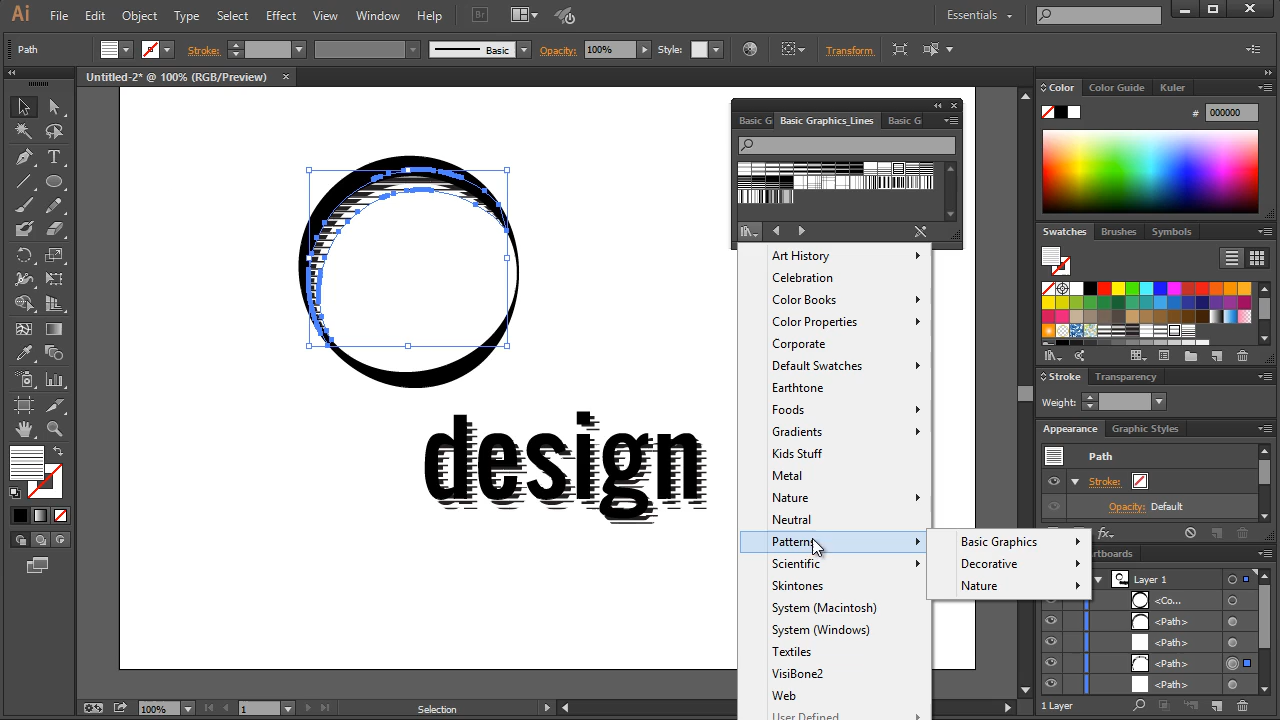 Ai File Edit Object Type Select Effect View Window Help Br Essentials
Path Stroke: Basic Opacity: 100% Style: Transform
Untitled-2* @ 100% (RGB/Preview) ×
Basic G Basic Graphics_Lines Basic G
Color Color Guide Kuler
# 000000
Swatches Brushes Symbols
Art History
Celebration
Color Books
Color Properties
Corporate
Default Swatches
Earthtone
Foods
Gradients
Kids Stuff
Metal
Nature
Neutral
Patterns
Scientific
Skintones
System (Macintosh)
System (Windows)
Textiles
VisiBone2
Web
User Defined
Basic Graphics
Decorative
Nature
design
Stroke Transparency
Weight:
Appearance Graphic Styles
Path
Stroke:
Opacity: Default
fx
tboards
Layer 1
<Co...
<Path>
<Path>
<Path>
<Path>
1 Layer
100% 1 Selection